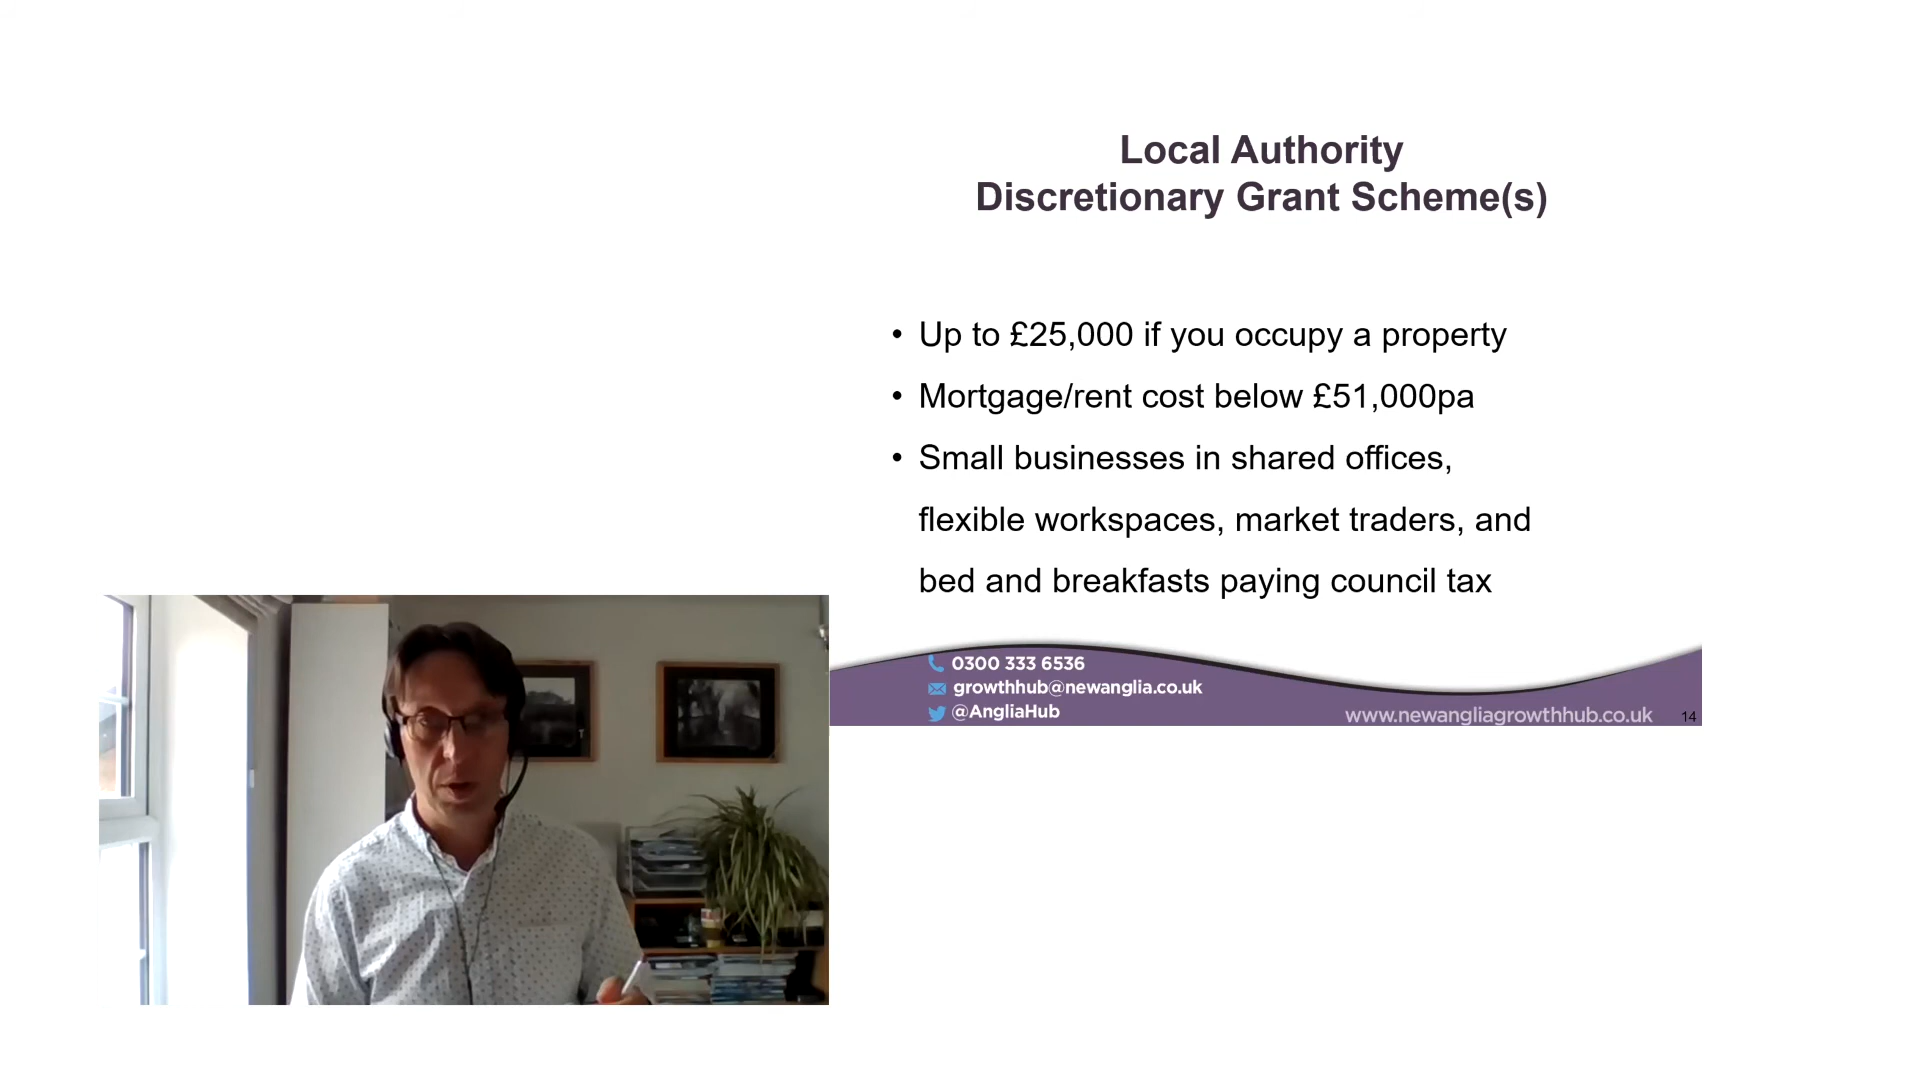 Local Authority
Discretionary Grant Scheme(s)
• Up to £25,000 if you occupy a property
• Mortgage/rent cost below £51,000pa
• Small businesses in shared offices,
flexible workspaces, market traders, and
bed and breakfasts paying council tax
0300 333 6536
growthhub@newanglia.co.uk
@AngliaHub
www.newangliagrowthhub.co.uk
14